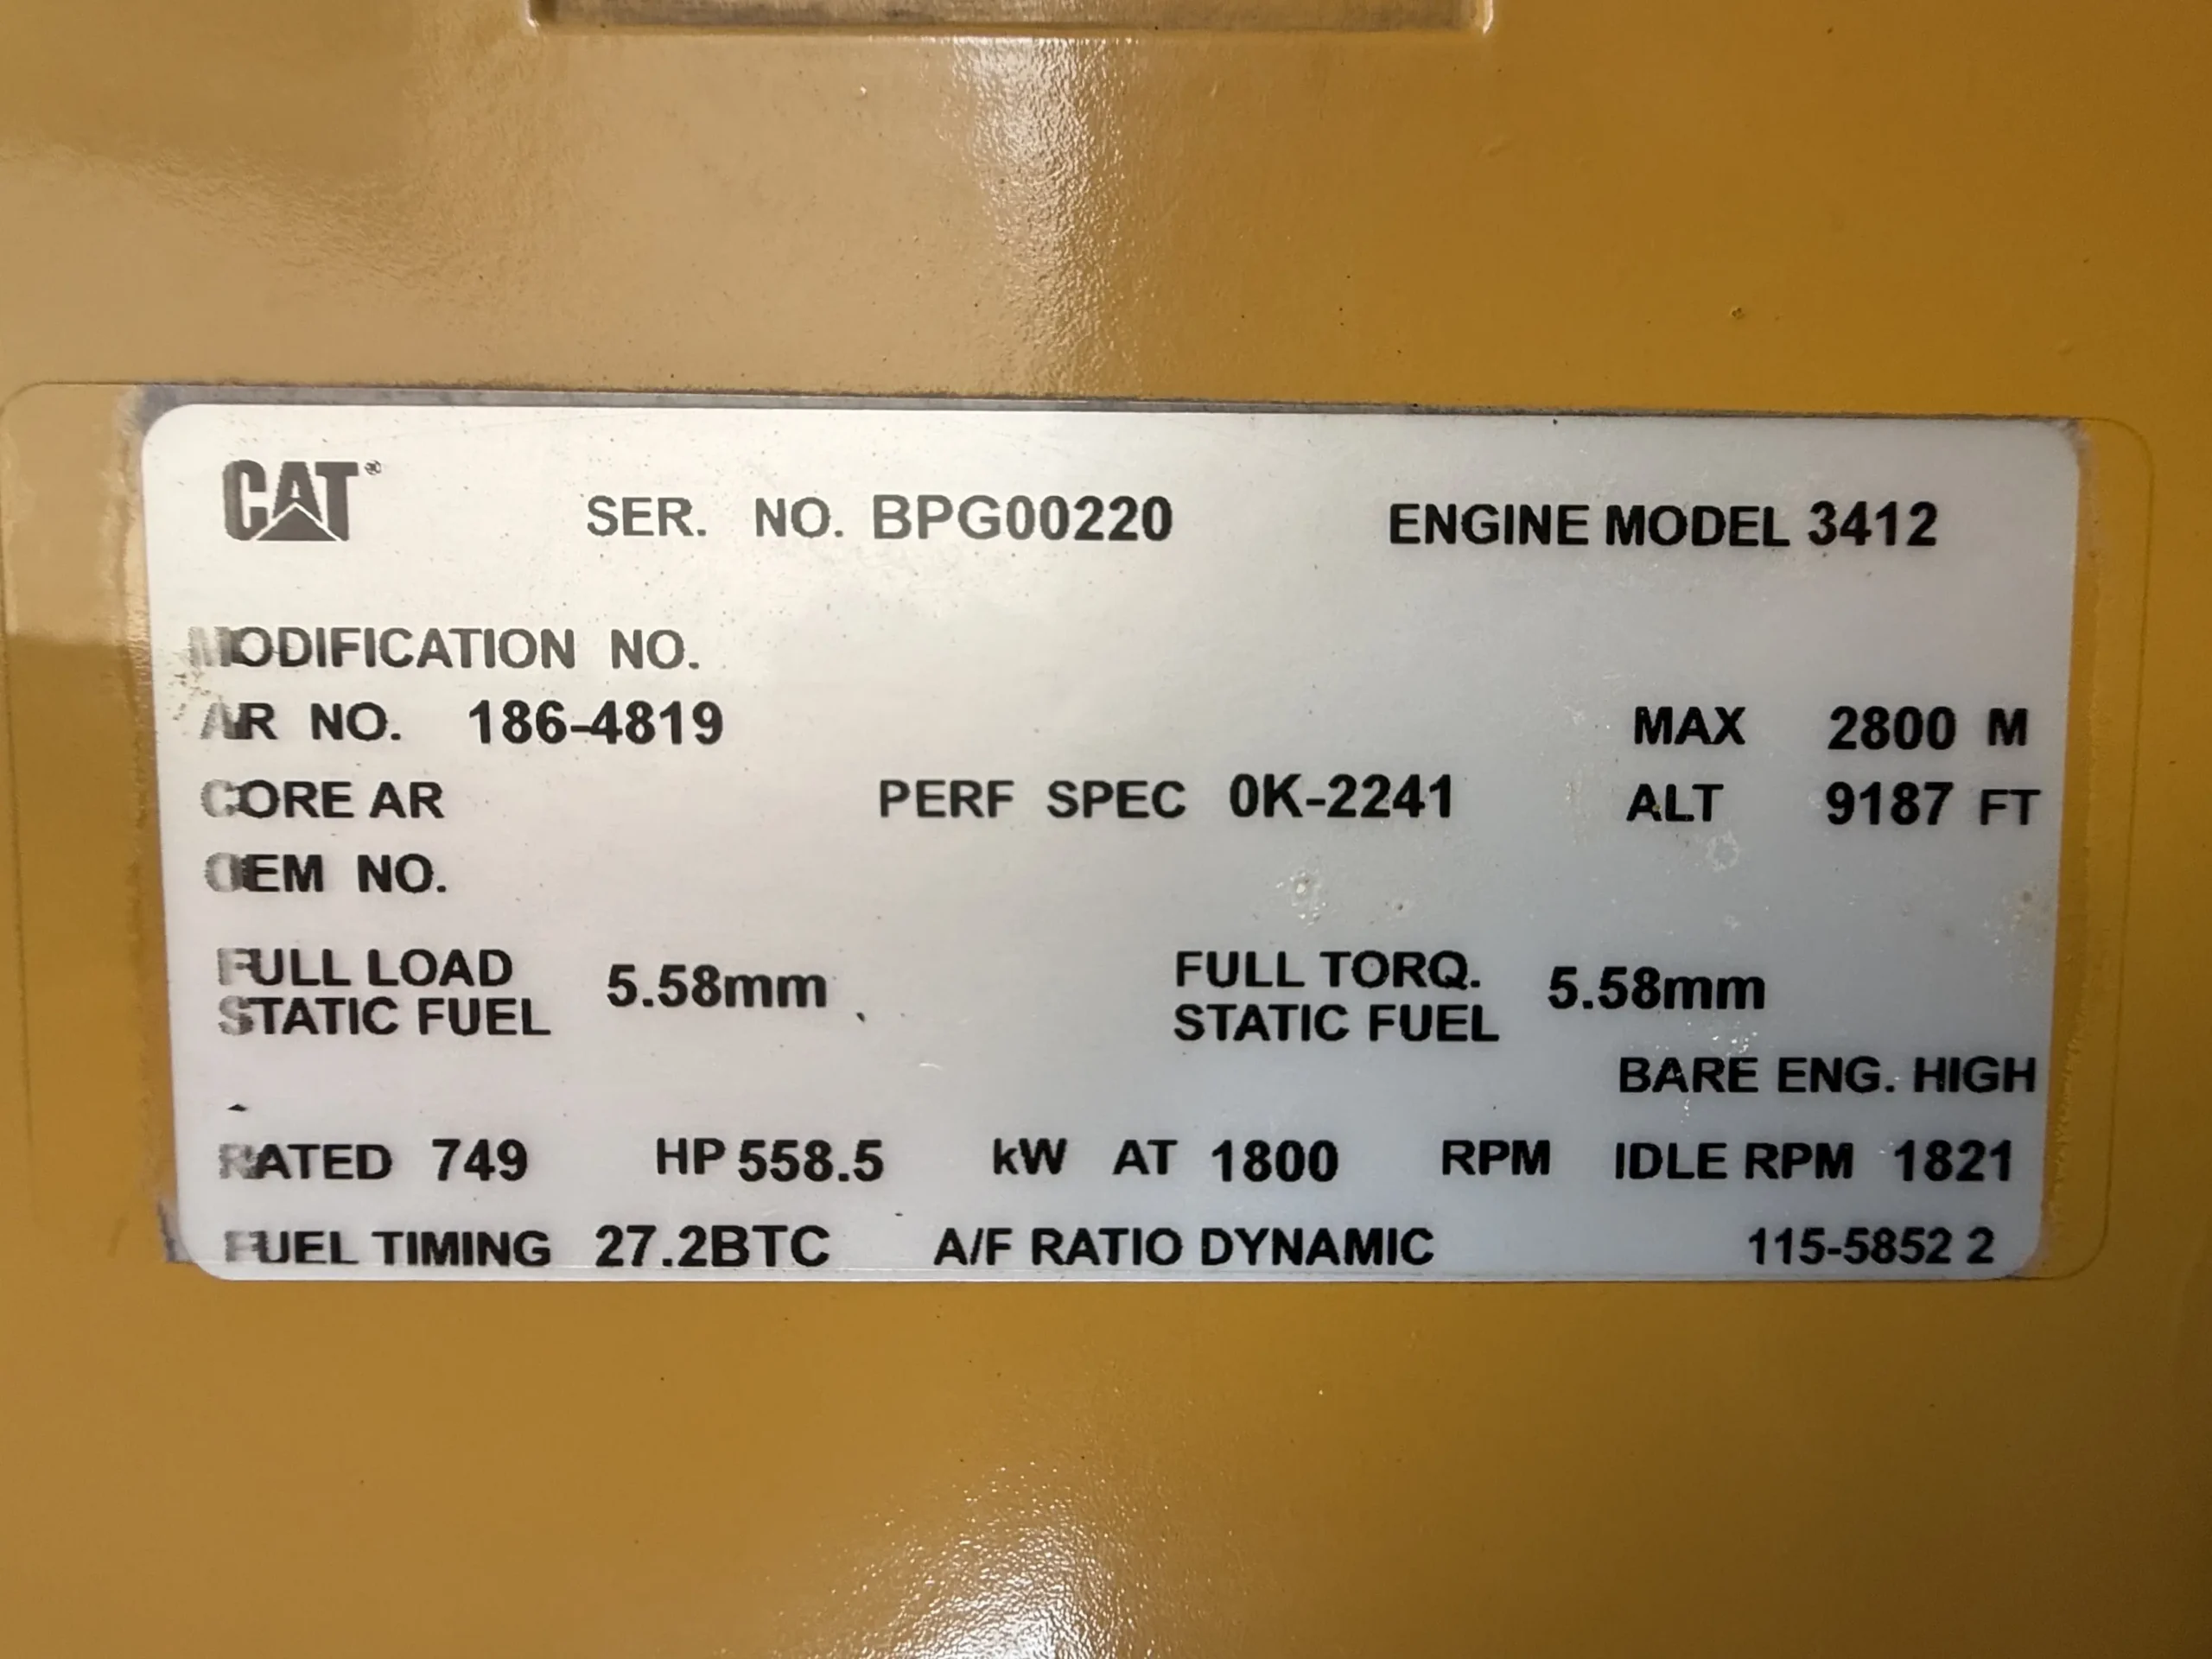 CAT® SER. NO. BPG00220 ENGINE MODEL 3412
MODIFICATION NO.
AR NO. 186-4819 MAX 2800 M
CORE AR PERF SPEC 0K-2241 ALT 9187 FT
OEM NO.
FULL LOAD 5.58mm FULL TORQ. 5.58mm
STATIC FUEL STATIC FUEL
BARE ENG. HIGH
RATED 749 HP 558.5 kW AT 1800 RPM IDLE RPM 1821
FUEL TIMING 27.2BTC A/F RATIO DYNAMIC 115-5852 2